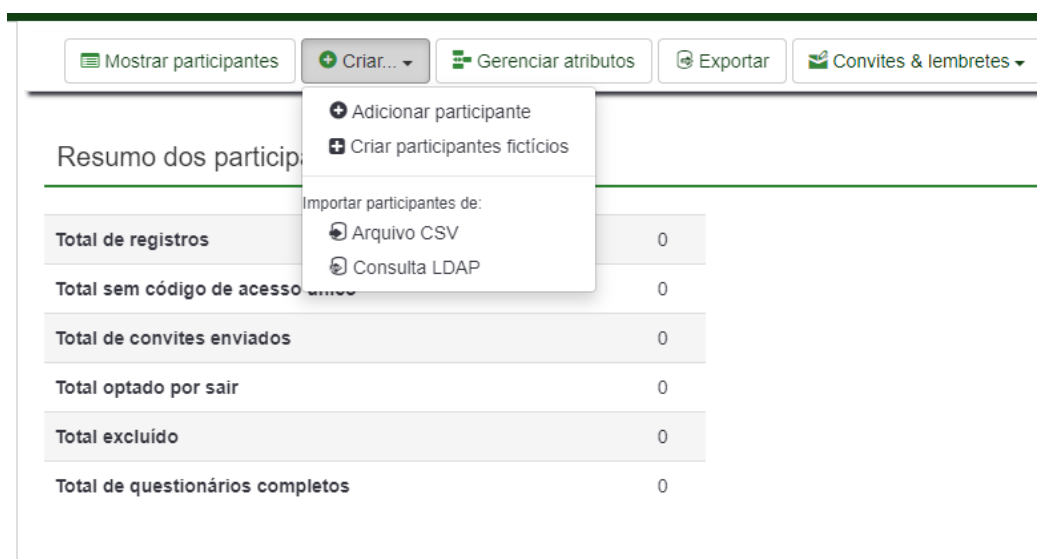 Mostrar participantes Criar... Gerenciar atributos Exportar Convites & lembretes
Adicionar participante
Criar participantes fictícios
Resumo dos particip
Importar participantes de:
Arquivo CSV
Total de registros 0
Consulta LDAP
Total sem código de acesso único 0
Total de convites enviados 0
Total optado por sair 0
Total excluído 0
Total de questionários completos 0